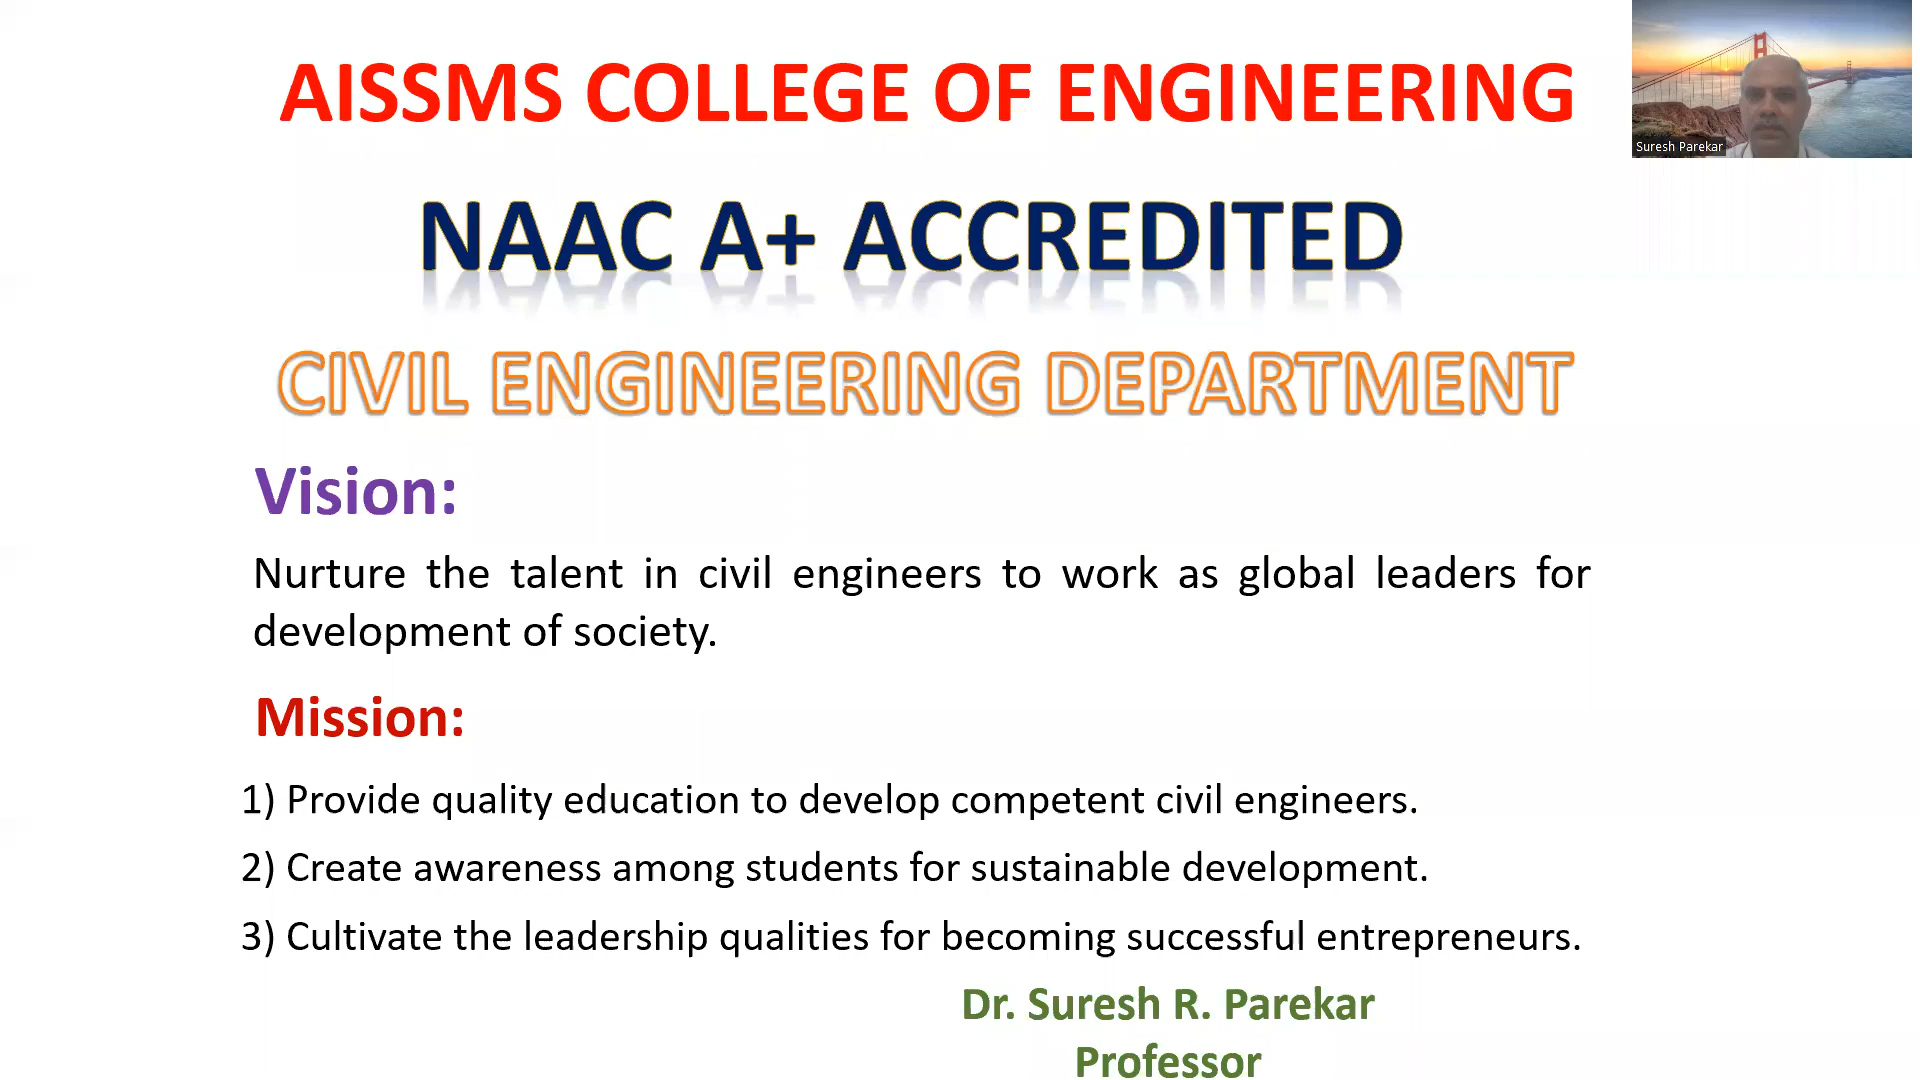 AISSMS COLLEGE OF ENGINEERING
Suresh Parekar
NAAC A+ ACCREDITED
CIVIL ENGINEERING DEPARTMENT
Vision:
Nurture the talent in civil engineers to work as global leaders for
development of society.
Mission:
1) Provide quality education to develop competent civil engineers.
2) Create awareness among students for sustainable development.
3) Cultivate the leadership qualities for becoming successful entrepreneurs.
Dr. Suresh R. Parekar
Professor